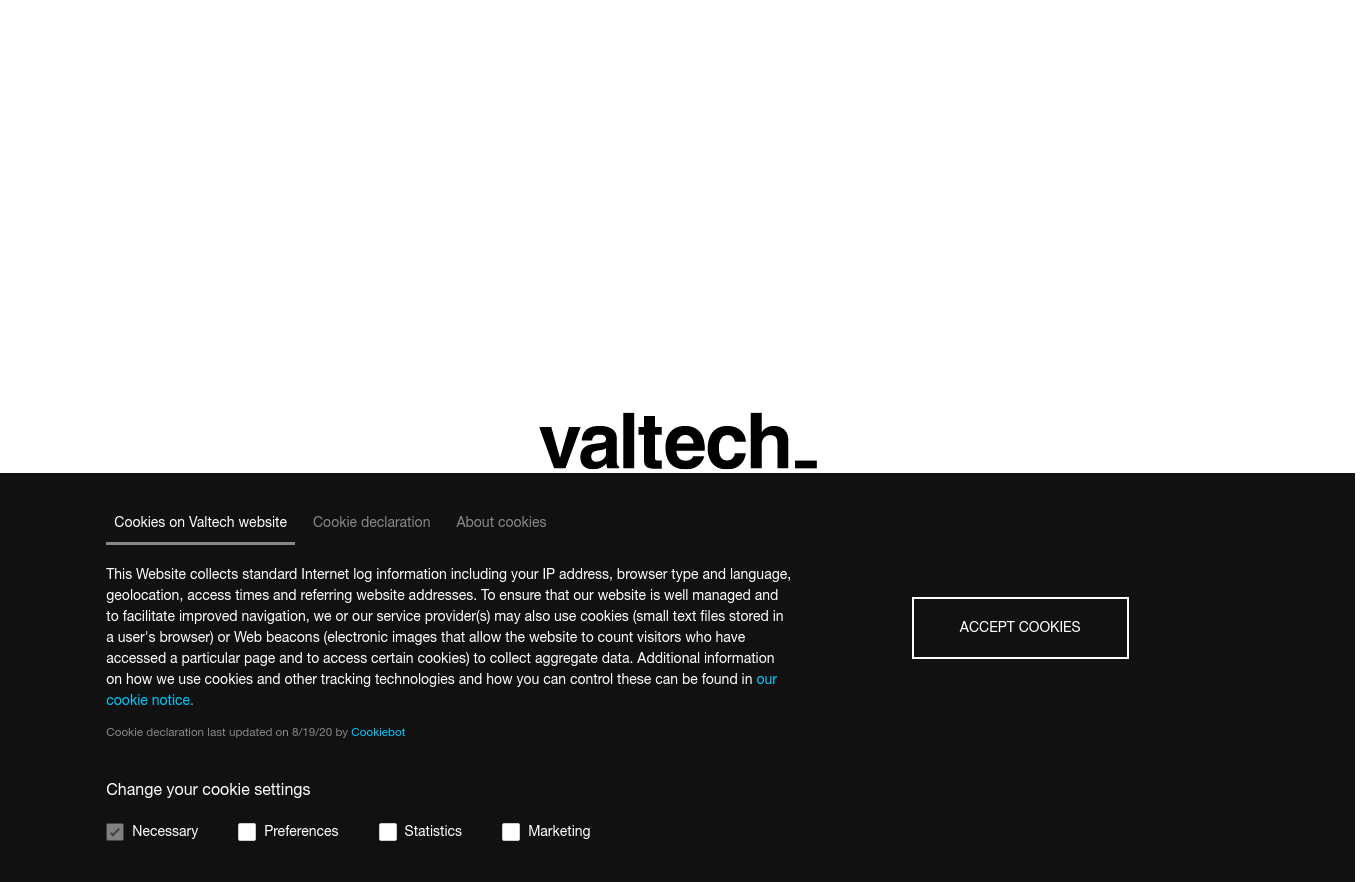 valtech_
Cookies on Valtech website Cookie declaration About cookies
This Website collects standard Internet log information including your IP address, browser type and language,
geolocation, access times and referring website addresses. To ensure that our website is well managed and
to facilitate improved navigation, we or our service provider(s) may also use cookies (small text files stored in
a user's browser) or Web beacons (electronic images that allow the website to count visitors who have
accessed a particular page and to access certain cookies) to collect aggregate data. Additional information
on how we use cookies and other tracking technologies and how you can control these can be found in our
cookie notice.
Cookie declaration last updated on 8/19/20 by Cookiebot
ACCEPT COOKIES
Change your cookie settings
Necessary Preferences Statistics Marketing